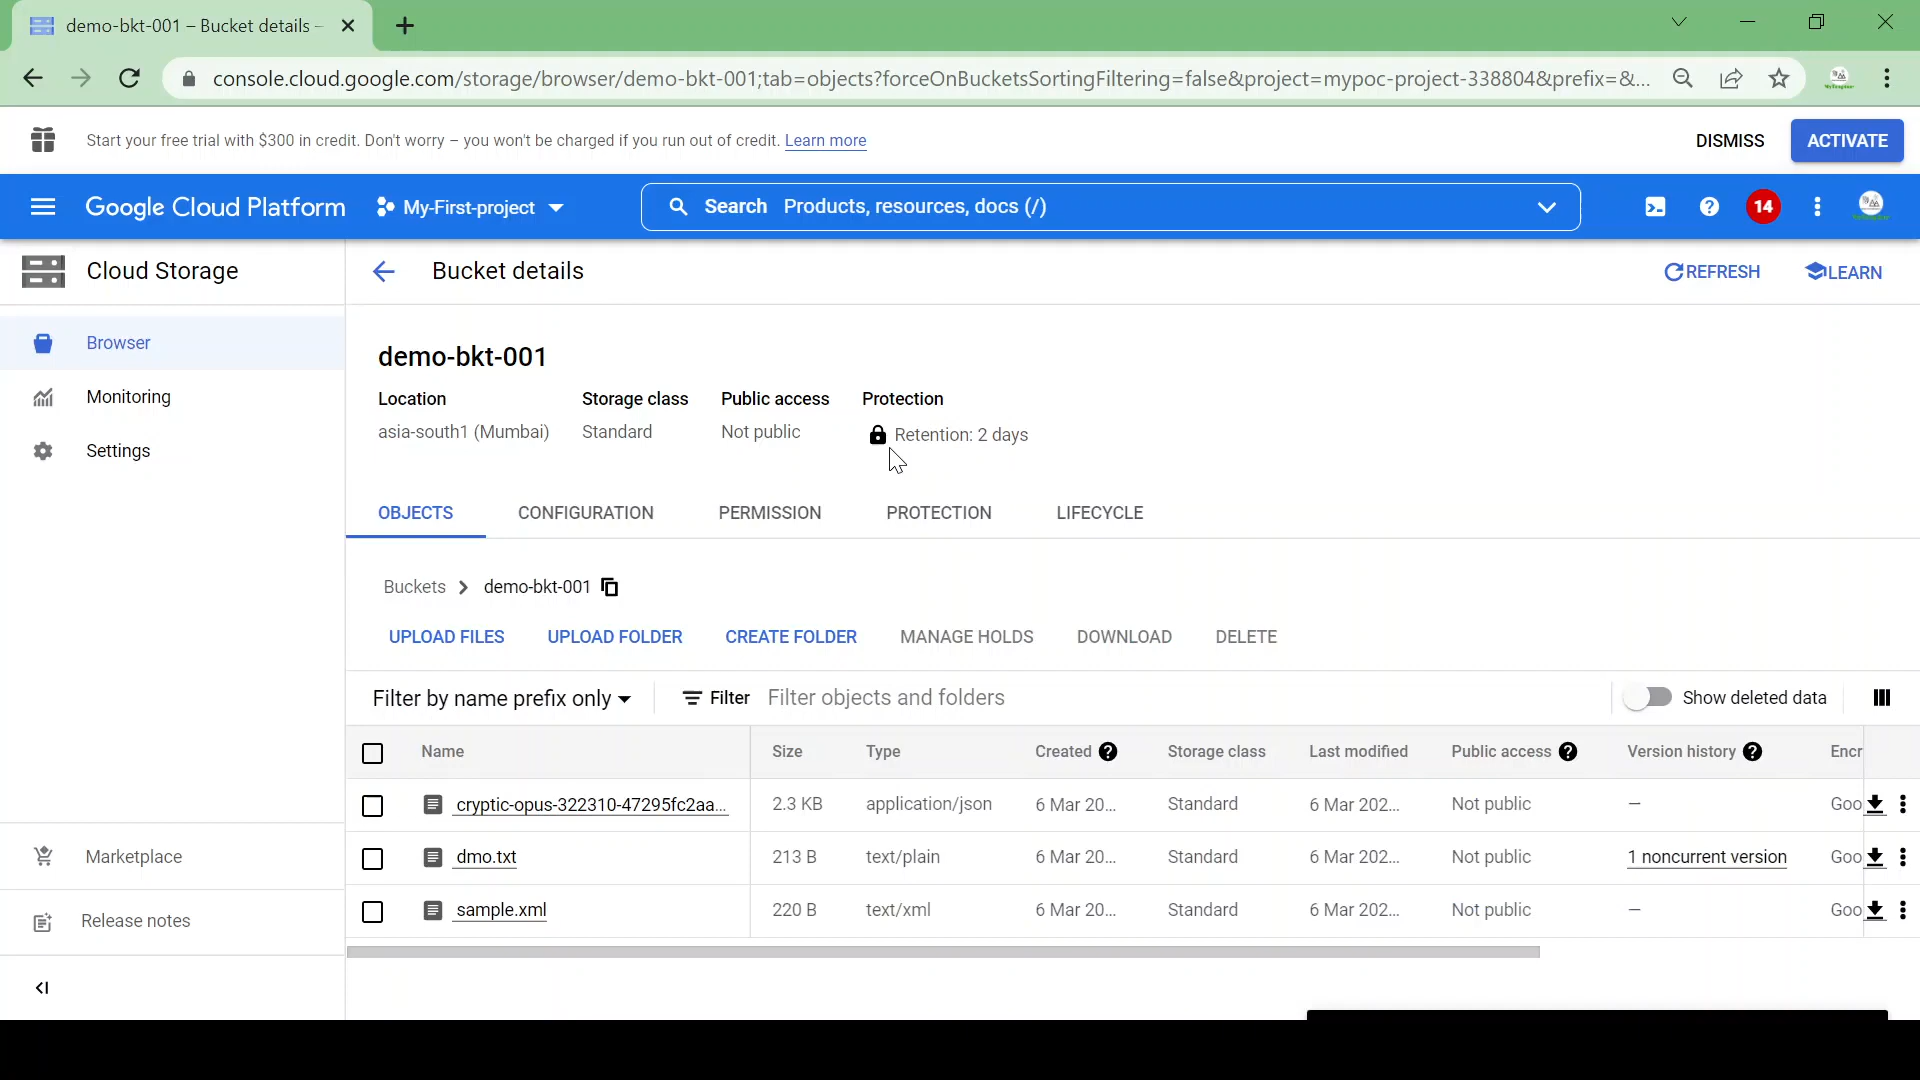 demo-bkt-001 – Bucket details –
console.cloud.google.com/storage/browser/demo-bkt-001;tab=objects?forceOnBucketsSortingFiltering=false&project=mypoc-project-338804&prefix=&...
Start your free trial with $300 in credit. Don't worry – you won't be charged if you run out of credit. Learn more
DISMISS
ACTIVATE
Google Cloud Platform
My-First-project
Search Products, resources, docs (/)
14
Cloud Storage
Bucket details
REFRESH
LEARN
Browser
Monitoring
Settings
Marketplace
Release notes
demo-bkt-001
Location Storage class Public access Protection
asia-south1 (Mumbai) Standard Not public Retention: 2 days
OBJECTS CONFIGURATION PERMISSION PROTECTION LIFECYCLE
Buckets demo-bkt-001
UPLOAD FILES UPLOAD FOLDER CREATE FOLDER MANAGE HOLDS DOWNLOAD DELETE
Filter by name prefix only Filter Filter objects and folders Show deleted data
Name Size Type Created Storage class Last modified Public access Version history Encr
cryptic-opus-322310-47295fc2aa... 2.3 KB application/json 6 Mar 20... Standard 6 Mar 202... Not public — Goo
dmo.txt 213 B text/plain 6 Mar 20... Standard 6 Mar 202... Not public 1 noncurrent version Goo
sample.xml 220 B text/xml 6 Mar 20... Standard 6 Mar 202... Not public — Goo